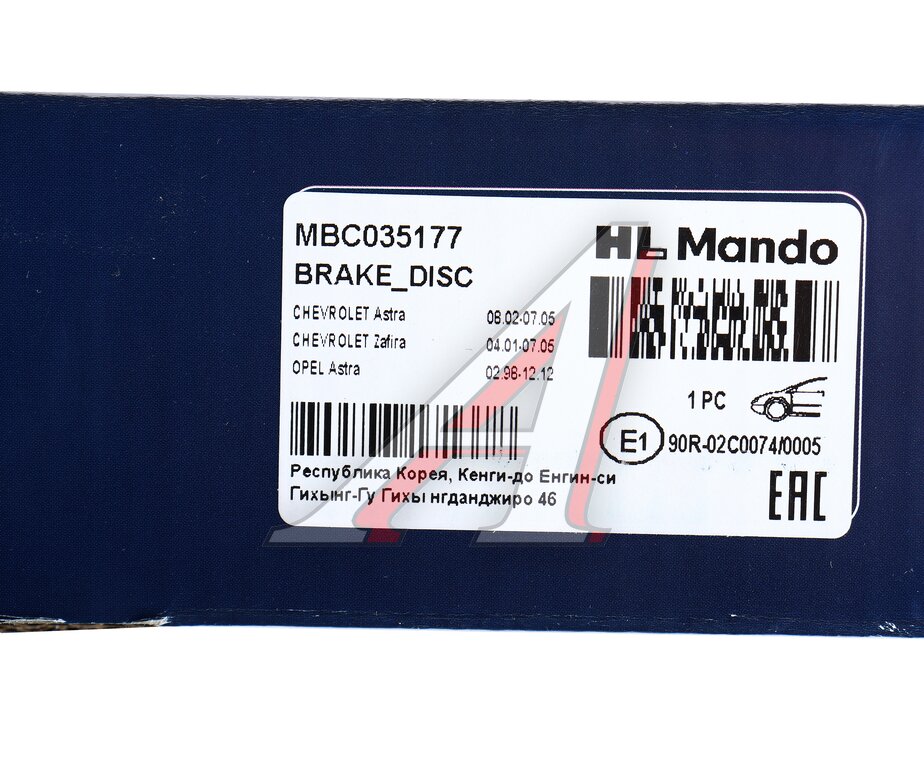 MBC035177
BRAKE_DISC
HL Mando
CHEVROLET Astra 08.02-07.05
CHEVROLET Zafira 04.01-07.05
OPEL Astra 02.98-12.12
1 PC
E1 90R-02C0074/0005
Республика Корея, Кенги-до Енгин-си
Гихынг-Гу Гихы нгданджиро 46
EAC